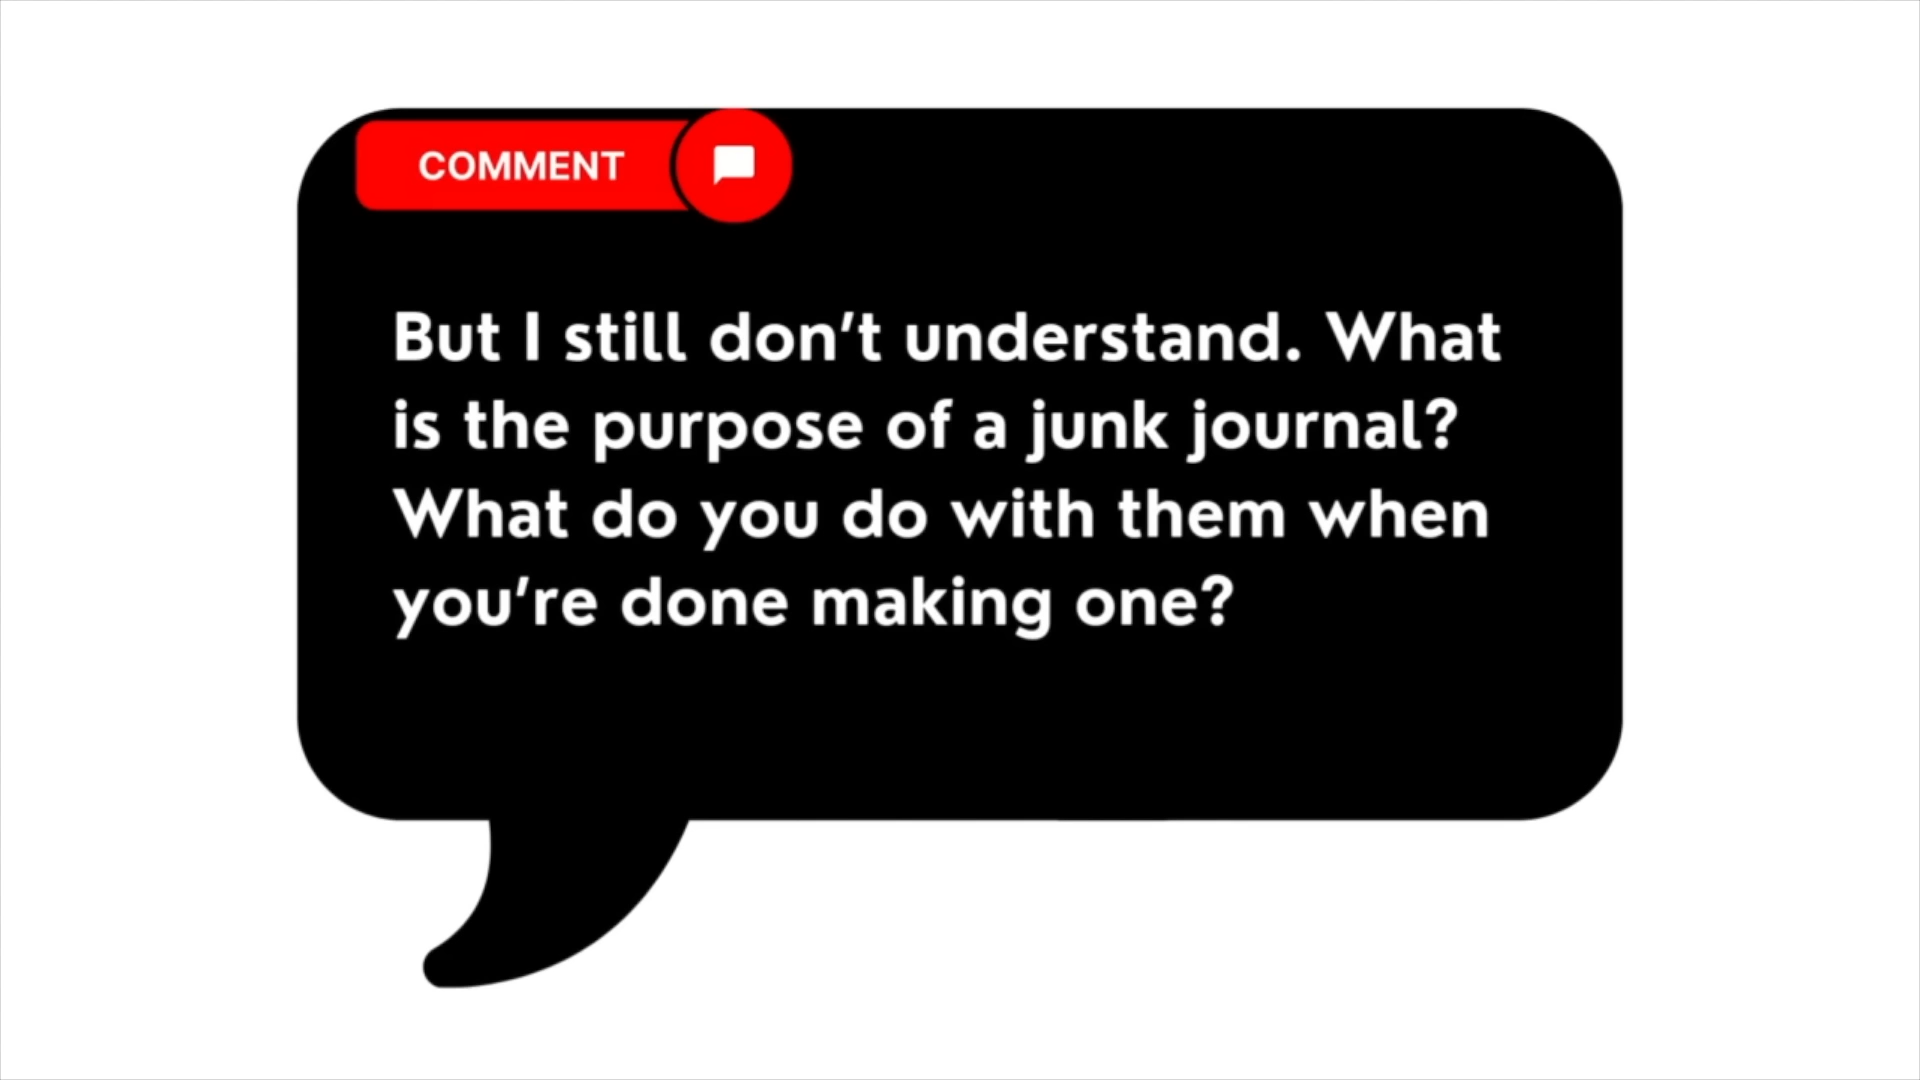 COMMENT
But I still don’t understand. What
is the purpose of a junk journal?
What do you do with them when
you’re done making one?